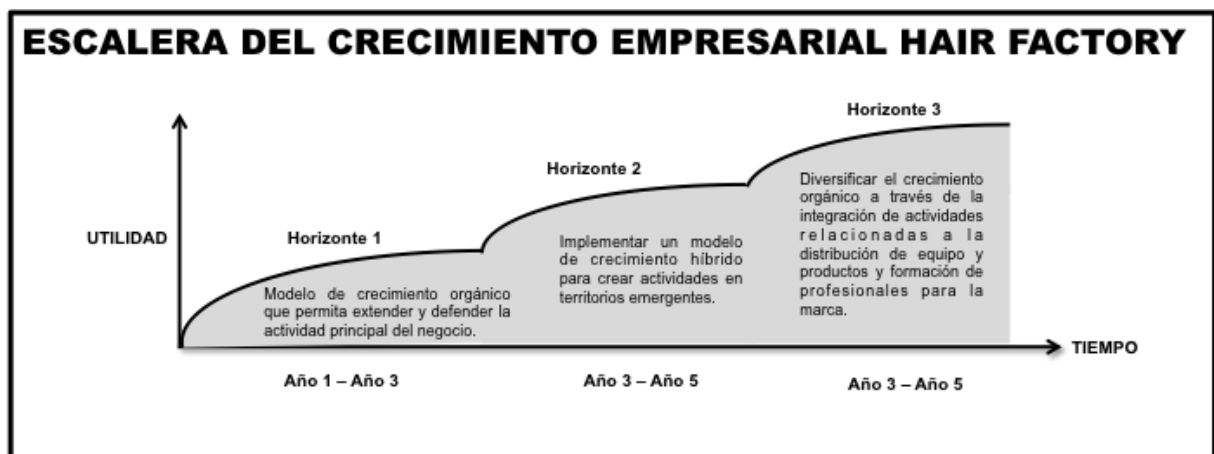 ESCALERA DEL CRECIMIENTO EMPRESARIAL HAIR FACTORY
Horizonte 3
Horizonte 2
Diversificar el crecimiento
orgánico a través de la
integración de actividades
relacionadas a la
distribución de equipo y
productos y formación de
profesionales para la
marca.
UTILIDAD
Horizonte 1
Implementar un modelo
de crecimiento híbrido
para crear actividades en
territorios emergentes.
Modelo de crecimiento orgánico
que permita extender y defender la
actividad principal del negocio.
TIEMPO
Año 1 – Año 3
Año 3 – Año 5
Año 3 – Año 5